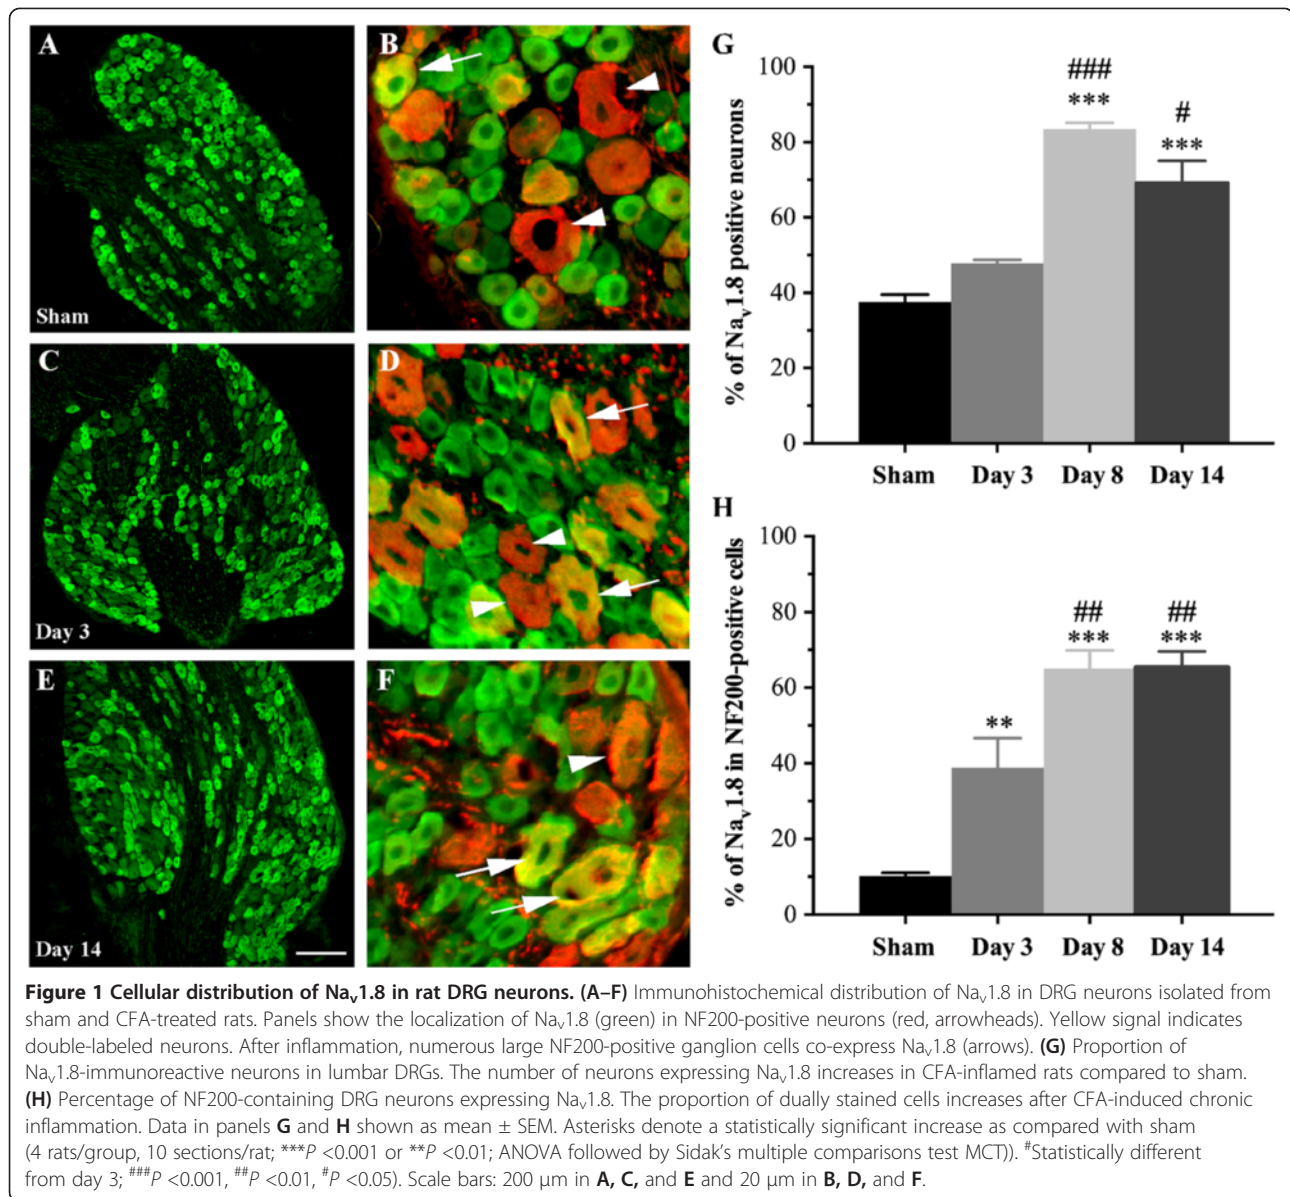 A
Sham
B
C
Day 3
D
E
Day 14
F
G
% of Nav1.8 positive neurons
100
80
60
40
20
0
###
***
#
***
Sham Day 3 Day 8 Day 14
H
% of Nav1.8 in NF200-positive cells
100
80
60
40
20
0
**
##
***
##
***
Sham Day 3 Day 8 Day 14
Figure 1 Cellular distribution of Nav1.8 in rat DRG neurons. (A–F) Immunohistochemical distribution of Nav1.8 in DRG neurons isolated from
sham and CFA-treated rats. Panels show the localization of Nav1.8 (green) in NF200-positive neurons (red, arrowheads). Yellow signal indicates
double-labeled neurons. After inflammation, numerous large NF200-positive ganglion cells co-express Nav1.8 (arrows). (G) Proportion of
Nav1.8-immunoreactive neurons in lumbar DRGs. The number of neurons expressing Nav1.8 increases in CFA-inflamed rats compared to sham.
(H) Percentage of NF200-containing DRG neurons expressing Nav1.8. The proportion of dually stained cells increases after CFA-induced chronic
inflammation. Data in panels G and H shown as mean ± SEM. Asterisks denote a statistically significant increase as compared with sham
(4 rats/group, 10 sections/rat; ***P <0.001 or **P <0.01; ANOVA followed by Sidak’s multiple comparisons test MCT)). #Statistically different
from day 3; ###P <0.001, ##P <0.01, #P <0.05). Scale bars: 200 μm in A, C, and E and 20 μm in B, D, and F.